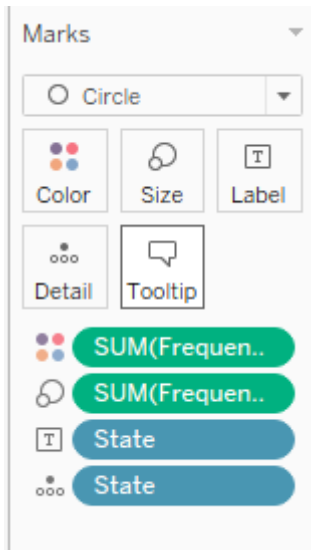 Marks
Circle
Color Size Label
Detail Tooltip
SUM(Frequen..
SUM(Frequen..
T State
State